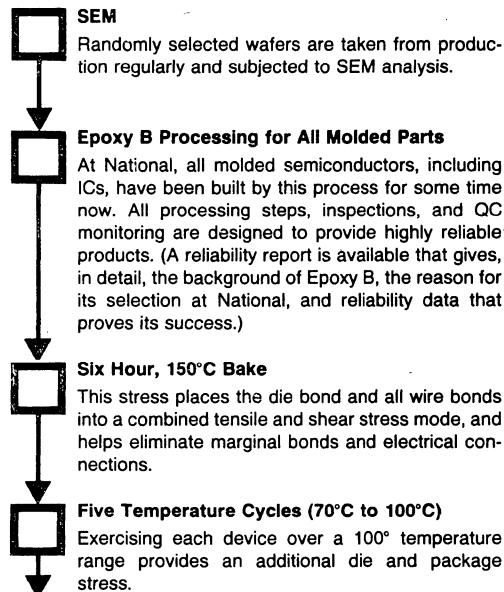 SEM
Randomly selected wafers are taken from produc-
tion regularly and subjected to SEM analysis.
Epoxy B Processing for All Molded Parts
At National, all molded semiconductors, including
ICs, have been built by this process for some time
now. All processing steps, inspections, and QC
monitoring are designed to provide highly reliable
products. (A reliability report is available that gives,
in detail, the background of Epoxy B, the reason for
its selection at National, and reliability data that
proves its success.)
Six Hour, 150°C Bake
This stress places the die bond and all wire bonds
into a combined tensile and shear stress mode, and
helps eliminate marginal bonds and electrical con-
nections.
Five Temperature Cycles (70°C to 100°C)
Exercising each device over a 100° temperature
range provides an additional die and package
stress.